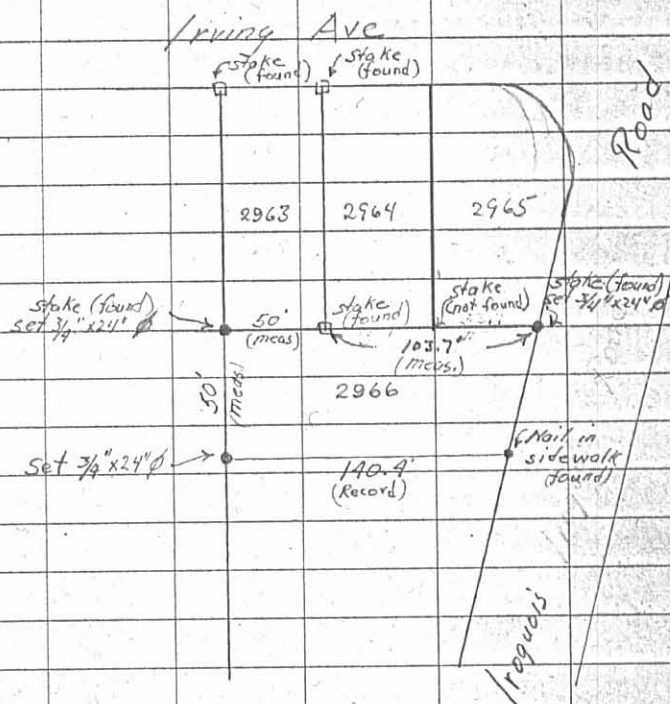 Irving Ave
stake
(found)
stake
(found)
Road
2963
2964
2965
stake (found)
set 3/4" x 24" ϕ
50'
(meas)
stake
(found)
stake
(not found)
stake (found)
set 3/4" x 24" ϕ
103.7'
(meas.)
50'
(meas)
2966
Set 3/4" x 24" ϕ
140.4'
(Record)
Nail in
sidewalk
(found)
Iroquois